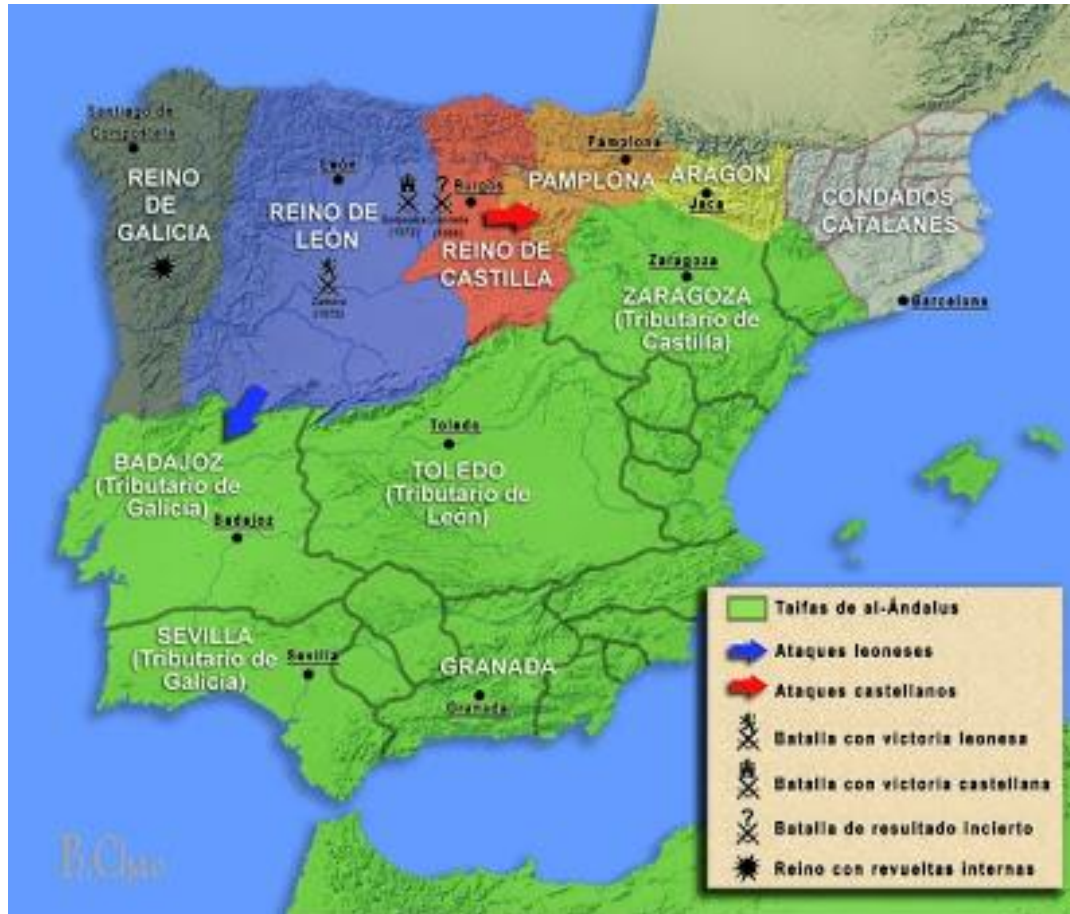 Santiago de
Compostela
REINO
DE
GALICIA
León
REINO DE
LEÓN
Burgos
(1072)
REINO DE
CASTILLA
Pamplona
PAMPLONA
ARAGÓN
Jaca
CONDADOS
CATALANES
Barcelona
Zaragoza
ZARAGOZA
(Tributario de
Castilla)
Zamora
(1072)
BADAJOZ
(Tributario de
Galicia)
Badajoz
Toledo
TOLEDO
(Tributario de
León)
SEVILLA
(Tributario de
Galicia)
Sevilla
GRANADA
Granada
Taifas de al-Ándalus
Ataques leoneses
Ataques castellanos
Batalla con victoria leonesa
Batalla con victoria castellana
Batalla de resultado incierto
Reino con revueltas internas